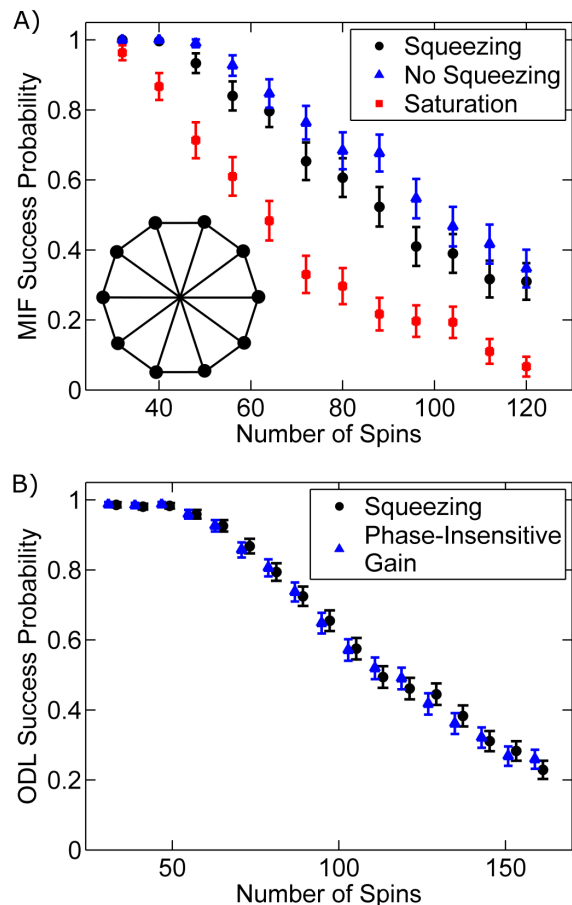 A)
Squeezing
No Squeezing
Saturation
MIF Success Probability
1
0.8
0.6
0.4
0.2
0
40
60
80
100
120
Number of Spins
B)
Squeezing
Phase-Insensitive
Gain
ODL Success Probability
1
0.8
0.6
0.4
0.2
0
50
100
150
Number of Spins